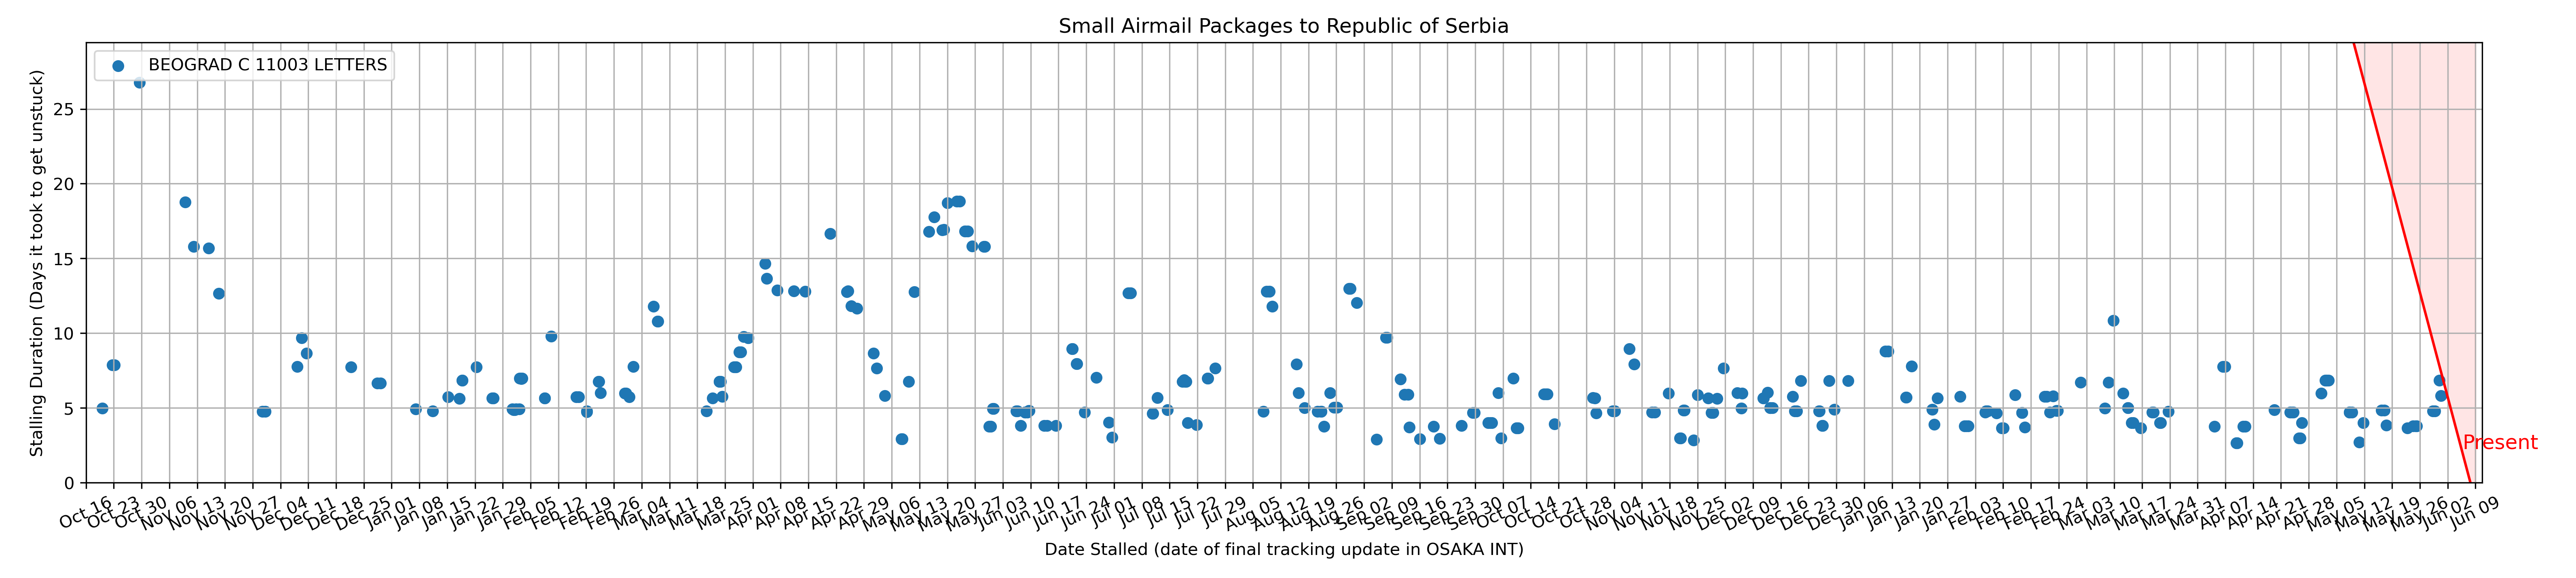 Small Airmail Packages to Republic of Serbia
BEOGRAD C 11003 LETTERS
Stalling Duration (Days it took to get unstuck)
25
20
15
10
5
0
Present
Oct 16
Oct 23
Oct 30
Nov 06
Nov 13
Nov 20
Nov 27
Dec 04
Dec 11
Dec 18
Dec 25
Jan 01
Jan 08
Jan 15
Jan 22
Jan 29
Feb 05
Feb 12
Feb 19
Feb 26
Mar 04
Mar 11
Mar 18
Mar 25
Apr 01
Apr 08
Apr 15
Apr 22
Apr 29
May 06
May 13
May 20
May 27
Jun 03
Jun 10
Jun 17
Jun 24
Jul 01
Jul 08
Jul 15
Jul 22
Jul 29
Aug 05
Aug 12
Aug 19
Aug 26
Sep 02
Sep 09
Sep 16
Sep 23
Sep 30
Oct 07
Oct 14
Oct 21
Oct 28
Nov 04
Nov 11
Nov 18
Nov 25
Dec 02
Dec 09
Dec 16
Dec 23
Dec 30
Jan 06
Jan 13
Jan 20
Jan 27
Feb 03
Feb 10
Feb 17
Feb 24
Mar 03
Mar 10
Mar 17
Mar 24
Mar 31
Apr 07
Apr 14
Apr 21
Apr 28
May 05
May 12
May 19
May 26
Jun 02
Jun 09
Date Stalled (date of final tracking update in OSAKA INT)